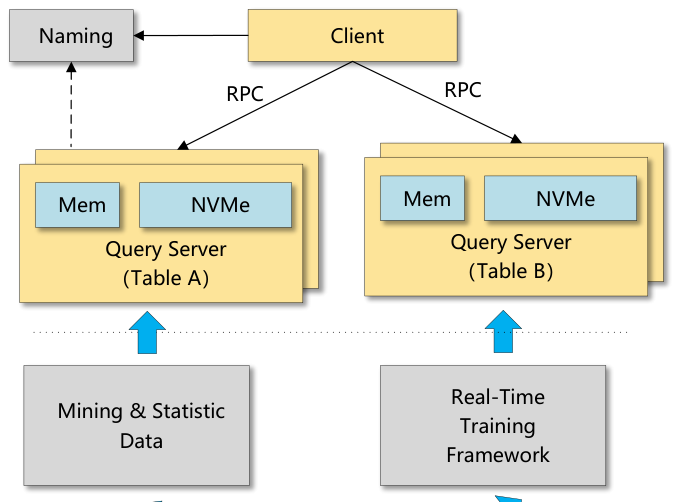 Naming
Client
RPC
RPC
Mem
NVMe
Query Server
(Table A)
Mem
NVMe
Query Server
(Table B)
Mining & Statistic
Data
Real-Time
Training
Framework